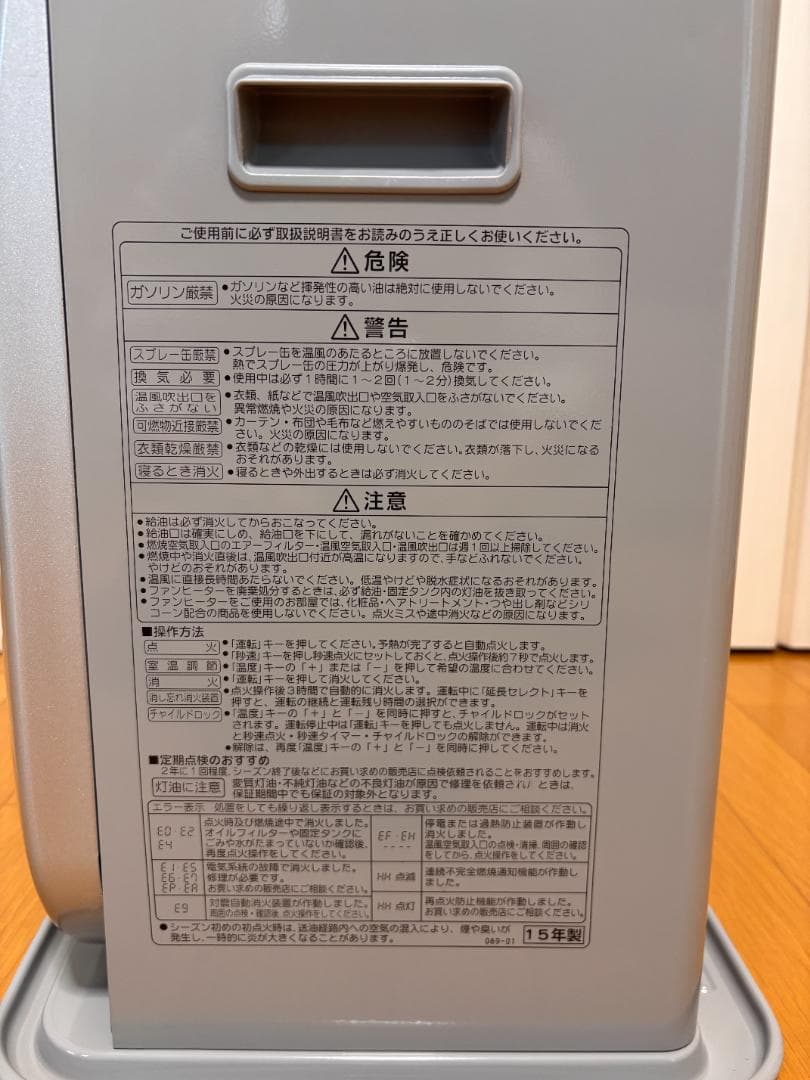 ご使用前に必ず取扱説明書をお読みのうえ正しくお使いください。
危険
ガソリン厳禁 ●ガソリンなど揮発性の高い油は絶対に使用しないでください。
火災の原因になります。
警告
スプレー缶厳禁 ●スプレー缶を温風のあたるところに放置しないでください。
熱でスプレー缶の圧力が上がり爆発し、危険です。
換気必要 ●使用中は必ず1時間に1〜2回(1〜2分)換気してください。
温風吹出口をふさがない ●衣類、紙などで温風吹出口や空気取入口をふさがないでください。
異常燃焼や火災の原因になります。
可燃物近接厳禁 ●カーテン・布団や毛布など燃えやすいもののそばでは使用しないでくだ
さい。火災の原因になります。
衣類乾燥厳禁 ●衣類などの乾燥には使用しないでください。衣類が落下し、火災になる
おそれがあります。
寝るとき消火 ●寝るときや外出するときは必ず消火してください。
注意
●給油は必ず消火してからおこなってください。
●給油口は確実にしめ、給油口を下にして、漏れがないことを確かめてください。
●燃焼空気取入口のエアーフィルター・温風空気取入口・温風吹出口は週1回以上掃除してください。
●燃焼中や消火直後は、温風吹出口付近が高温になりますので、手などふれないでください。
やけどのおそれがあります。
●温風に直接長時間あたらないでください。低温やけどや脱水症状になるおそれがあります。
●ファンヒーターを廃棄処分するときは、必ず給油・固定タンク内の灯油を抜き取ってください。
●ファンヒーターをご使用のお部屋では、化粧品・ヘアトリートメント・つや出し剤などシリ
コーン配合の商品を使用しないでください。点火ミスや途中消火などの原因になります。
■操作方法
点火 ●「運転」キーを押してください。予熱が完了すると自動点火します。
●「秒速」キーを押し秒速点火にセットしておくと、点火操作後約7秒で点火します。
室温調節 ●「温度」キーの「+」または「−」を押して希望の温度に合わせてください。
消火 ●「運転」キーを押して消火してください。
消し忘れ消火装置 ●点火操作後3時間で自動的に消火します。運転中に「延長セレクト」キーを
押すと、運転の継続と運転残り時間の選択ができます。
チャイルドロック ●「温度」キーの「+」と「−」を同時に押すと、チャイルドロックがセット
されます。運転停止中は「運転」キーを押しても点火しません。運転中は消火
と秒速点火・秒速タイマー・チャイルドロックの解除ができます。
●解除は、再度「温度」キーの「+」と「−」を同時に押してください。
■定期点検のおすすめ
2年に1回程度、シーズン終了後などにお買い求めの販売店に点検依頼されることをおすすめします。
灯油に注意 変質灯油・不純灯油などの不良灯油が原因で修理を依頼されたときは、
保証期間中でも保証の対象外となります。
エラー表示 処置をしても繰り返し表示するときは、お買い求めの販売店にご相談ください。
E0・E2
E4
点火時及び燃焼途中で消火しました。
オイルフィルターや固定タンクに
ごみや水がたまっていないか確認後、
再度点火操作をしてください。
EF・EH
----
停電または過熱防止装置が作動し
消火しました。
温風空気取入口の点検・清掃、周囲の確認
をしてから、点火操作をしてください。
E1・E5
E6・E7
EP・EA
電気系統の故障で消火しました。
修理が必要です。
お買い求めの販売店にご相談ください。
HH 点滅
連続不完全燃焼通知機能が作動し
ました。
E9
対震自動消火装置が作動しました。
周囲の点検・確認後、点火操作をしてください。
HH 点灯
再点火防止機能が作動しました。
お買い求めの販売店にご相談ください。
●シーズン初めの初点火時は、送油経路内への空気の混入により、煙や臭いが
発生し、一時的に炎が大きくなることがあります。
089-01
15年製